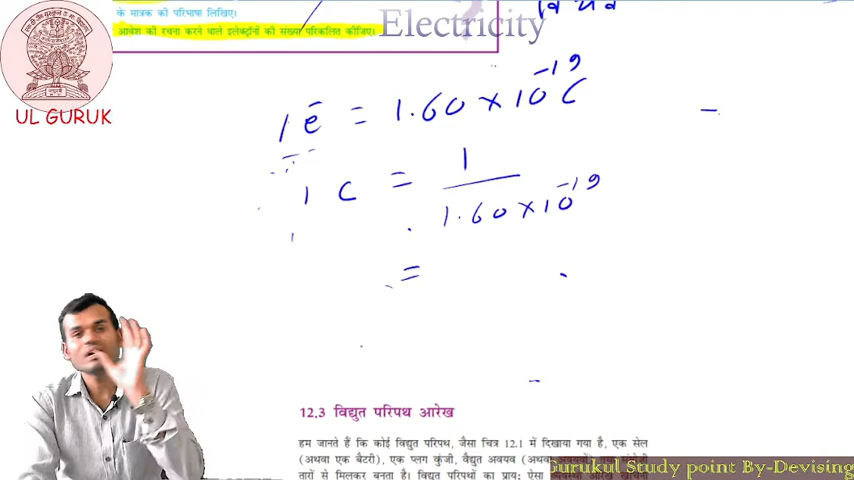 के मात्रक की परिभाषा लिखिए।
आवेश की रचना करने वाले इलेक्ट्रॉनों की संख्या परिकलित कीजिए।
Electricity
UL GURUK
1 e̅ = 1.60 × 10⁻¹⁹ C
1 C = 1 / 1.60 × 10⁻¹⁹
=
12.3 विद्युत परिपथ आरेख
हम जानते हैं कि कोई विद्युत परिपथ, जैसा चित्र 12.1 में दिखाया गया है, एक सेल
(अथवा एक बैटरी), एक प्लग कुंजी, वैद्युत अवयव (अथवा
तारों से मिलकर बनता है। विद्युत परिपथों का प्राय: ऐसा
Gurukul Study point By-Devising